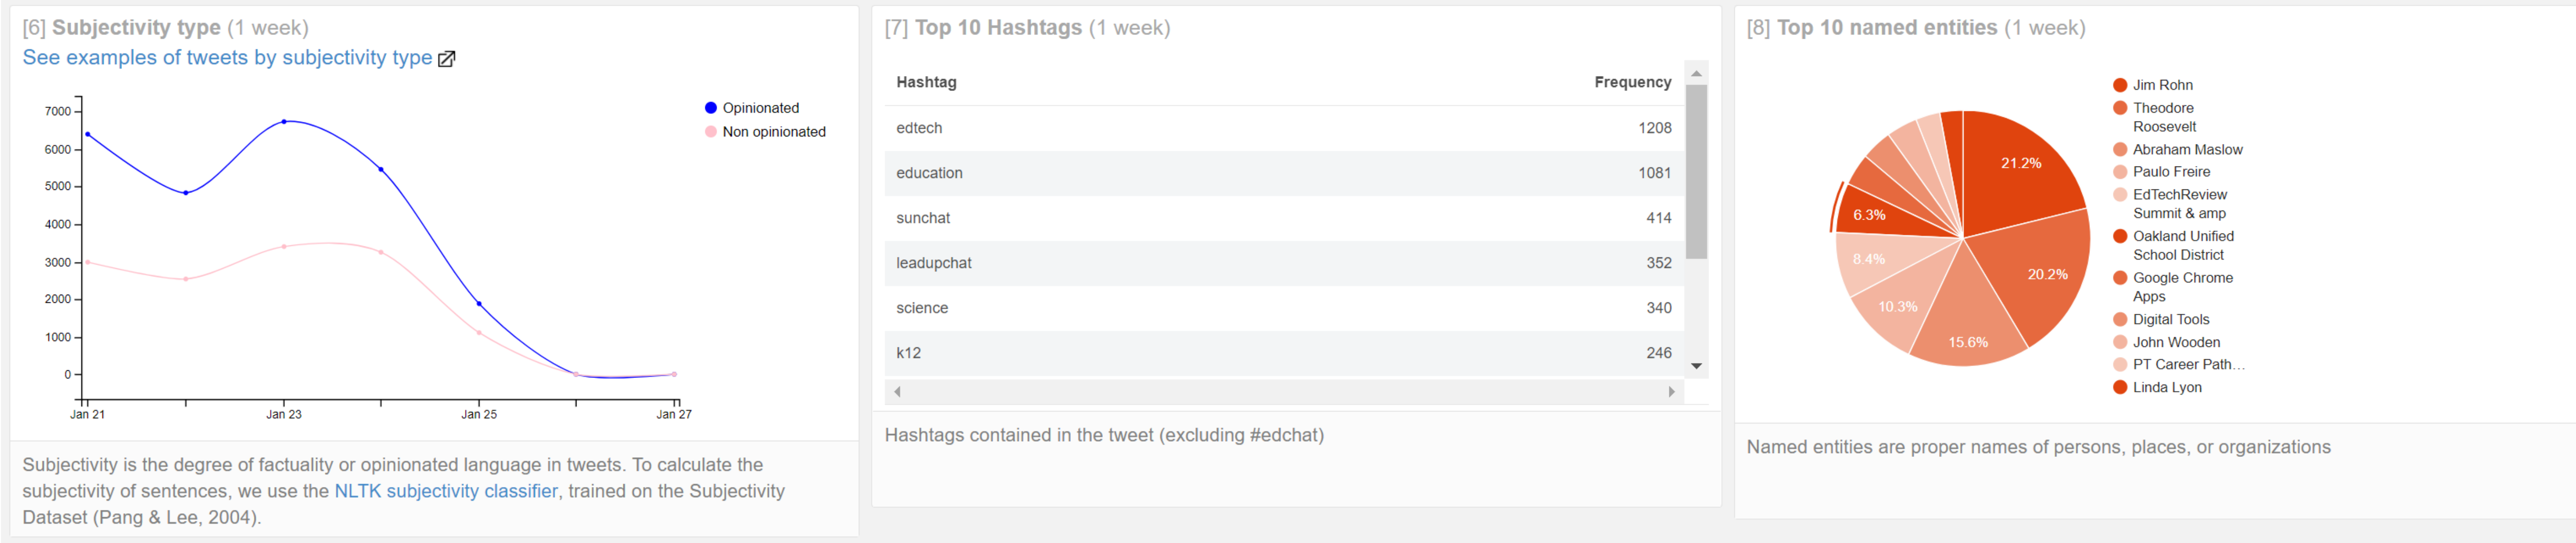 [6] Subjectivity type (1 week)
See examples of tweets by subjectivity type
7000
6000
5000
4000
3000
2000
1000
0
Jan 21
Jan 23
Jan 25
Jan 27
Opinionated
Non opinionated
Subjectivity is the degree of factuality or opinionated language in tweets. To calculate the
subjectivity of sentences, we use the NLTK subjectivity classifier, trained on the Subjectivity
Dataset (Pang & Lee, 2004).
[7] Top 10 Hashtags (1 week)
Hashtag Frequency
edtech 1208
education 1081
sunchat 414
leadupchat 352
science 340
k12 246
Hashtags contained in the tweet (excluding #edchat)
[8] Top 10 named entities (1 week)
21.2%
20.2%
15.6%
10.3%
8.4%
6.3%
Jim Rohn
Theodore
Roosevelt
Abraham Maslow
Paulo Freire
EdTechReview
Summit & amp
Oakland Unified
School District
Google Chrome
Apps
Digital Tools
John Wooden
PT Career Path…
Linda Lyon
Named entities are proper names of persons, places, or organizations